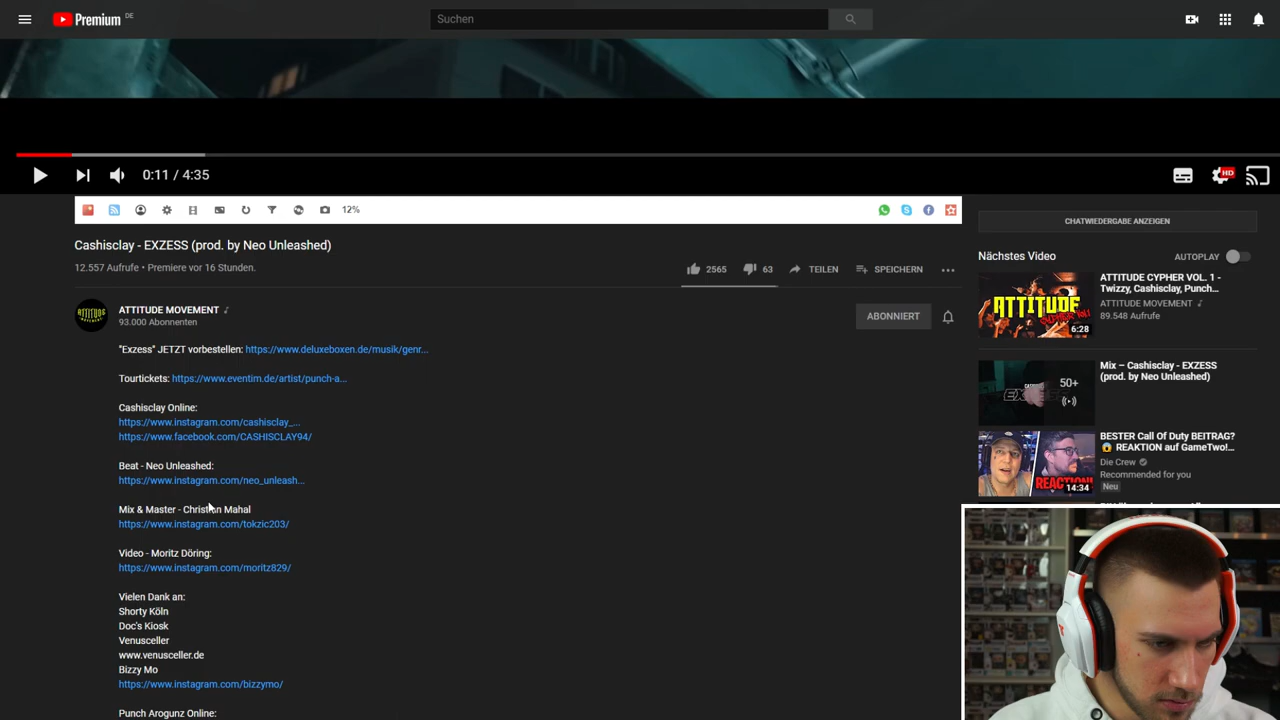 Premium DE
Suchen
0:11 / 4:35
HD
12%
CHATWIEDERGABE ANZEIGEN
Cashisclay - EXZESS (prod. by Neo Unleashed)
12.557 Aufrufe • Premiere vor 16 Stunden.
2565
63
TEILEN
SPEICHERN
ATTITUDE MOVEMENT
93.000 Abonnenten
ABONNIERT
"Exzess" JETZT vorbestellen: https://www.deluxeboxen.de/musik/genr...
Tourtickets: https://www.eventim.de/artist/punch-a...
Cashisclay Online:
https://www.instagram.com/cashisclay_...
https://www.facebook.com/CASHISCLAY94/
Beat - Neo Unleashed:
https://www.instagram.com/neo_unleash...
Mix & Master - Christian Mahal
https://www.instagram.com/tokzic203/
Video - Moritz Döring:
https://www.instagram.com/moritz829/
Vielen Dank an:
Shorty Köln
Doc's Kiosk
Venusceller
www.venusceller.de
Bizzy Mo
https://www.instagram.com/bizzymo/
Punch Arogunz Online:
Nächstes Video
AUTOPLAY
ATTITUDE
CYPHER VOL.1
6:28
ATTITUDE CYPHER VOL. 1 -
Twizzy, Cashisclay, Punch...
ATTITUDE MOVEMENT
89.548 Aufrufe
EXZESS
50+
Mix – Cashisclay - EXZESS
(prod. by Neo Unleashed)
REACTION!
14:34
BESTER Call Of Duty BEITRAG?
😱 REAKTION auf GameTwo!...
Die Crew
Recommended for you
Neu